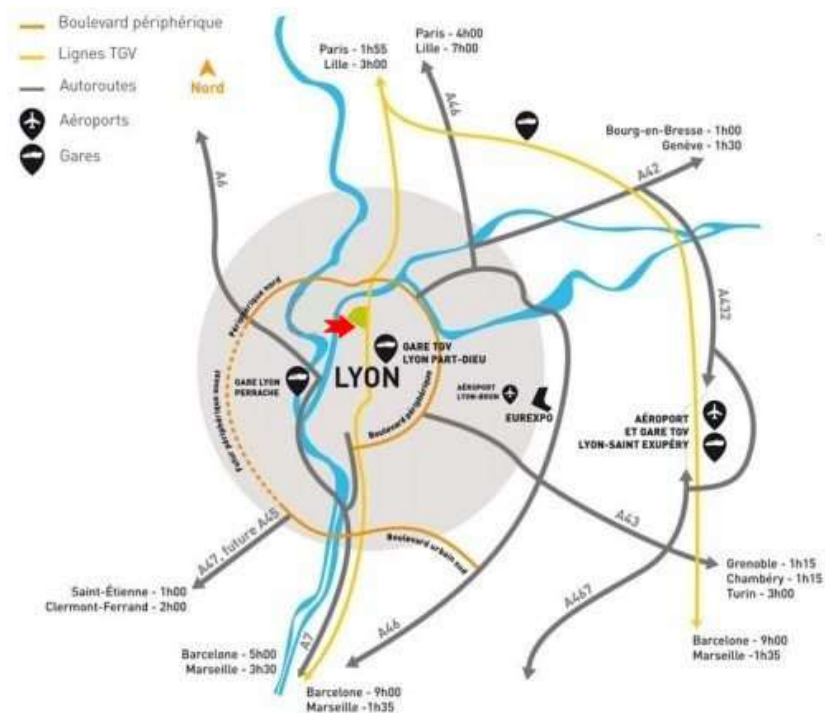 Boulevard périphérique
Lignes TGV
Autoroutes
Aéroports
Gares
Nord
Paris - 1h55
Lille - 3h00
Paris - 4h00
Lille - 7h00
A46
Bourg-en-Bresse - 1h00
Genève - 1h30
A42
A6
A432
Périphérique nord
GARE TGV
LYON PART-DIEU
GARE LYON
PERRACHE
LYON
Boulevard périphérique
AÉROPORT
LYON-BRON
EUREXPO
AÉROPORT
ET GARE TGV
LYON-SAINT EXUPÉRY
Futur périphérique
A47, future A45
Boulevard urbain sud
A43
A467
Saint-Étienne - 1h00
Clermont-Ferrand - 2h00
Grenoble - 1h15
Chambéry - 1h15
Turin - 3h00
A7
A46
Barcelone - 5h00
Marseille - 3h30
Barcelone - 9h00
Marseille -1h35
Barcelone - 9h00
Marseille -1h35